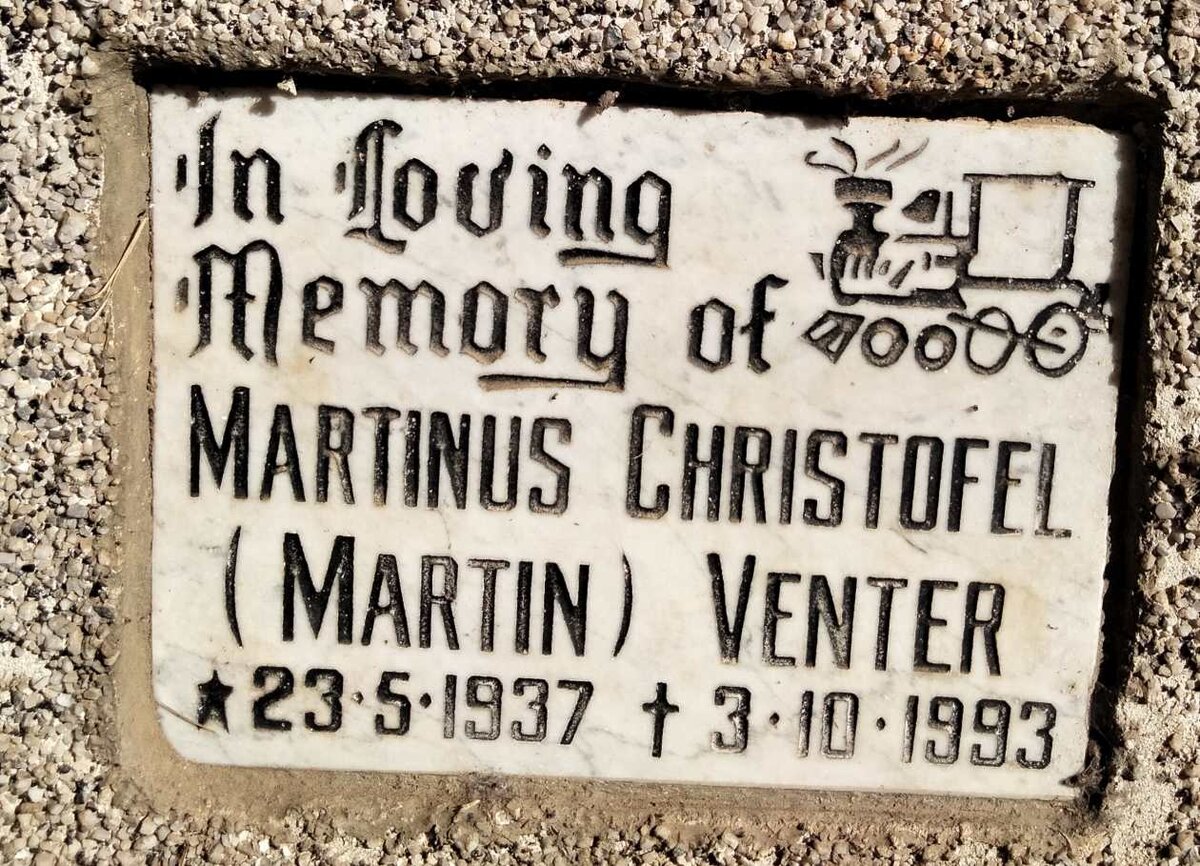 In Loving
Memory of
MARTINUS CHRISTOFEL
(MARTIN) VENTER
★ 23·5·1937 ✝ 3·10·1993